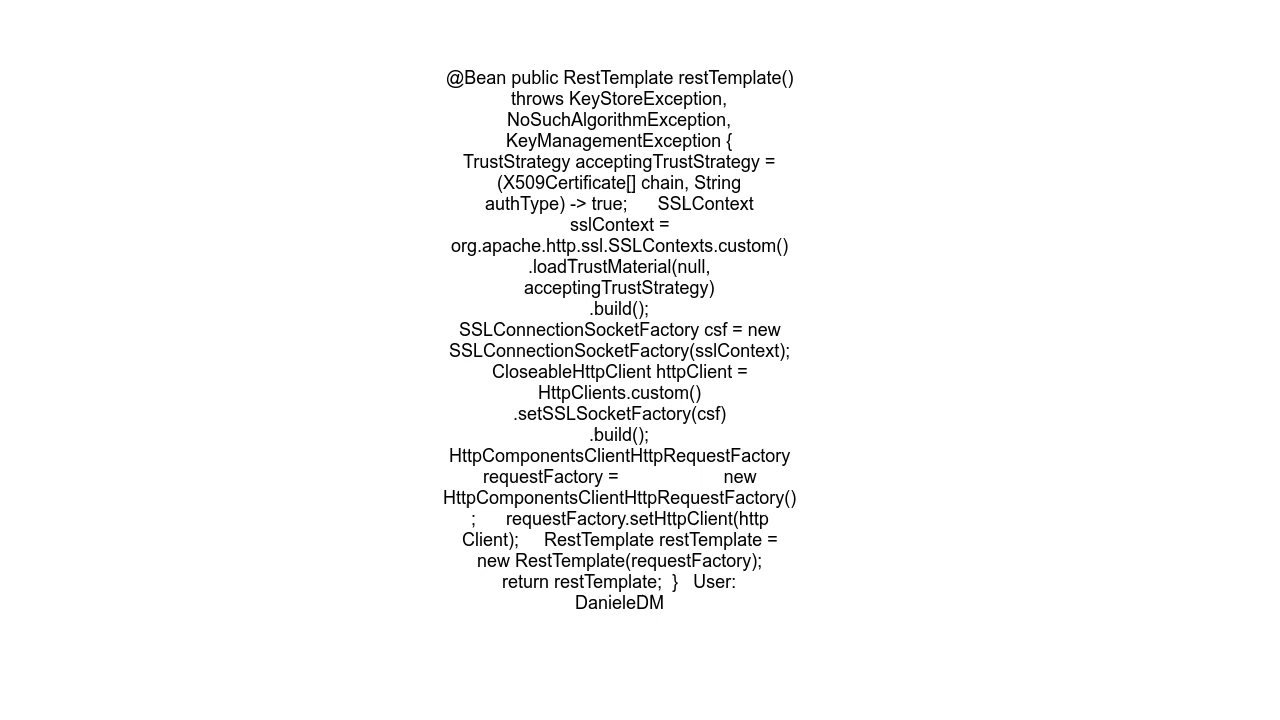 @Bean public RestTemplate restTemplate()
throws KeyStoreException,
NoSuchAlgorithmException,
KeyManagementException {
TrustStrategy acceptingTrustStrategy =
(X509Certificate[] chain, String
authType) -> true;      SSLContext
sslContext =
org.apache.http.ssl.SSLContexts.custom()
.loadTrustMaterial(null,
acceptingTrustStrategy)
.build();
SSLConnectionSocketFactory csf = new
SSLConnectionSocketFactory(sslContext);
CloseableHttpClient httpClient =
HttpClients.custom()
.setSSLSocketFactory(csf)
.build();
HttpComponentsClientHttpRequestFactory
requestFactory =                     new
HttpComponentsClientHttpRequestFactory()
;      requestFactory.setHttpClient(http
Client);     RestTemplate restTemplate =
new RestTemplate(requestFactory);
return restTemplate;  }   User:
DanieleDM